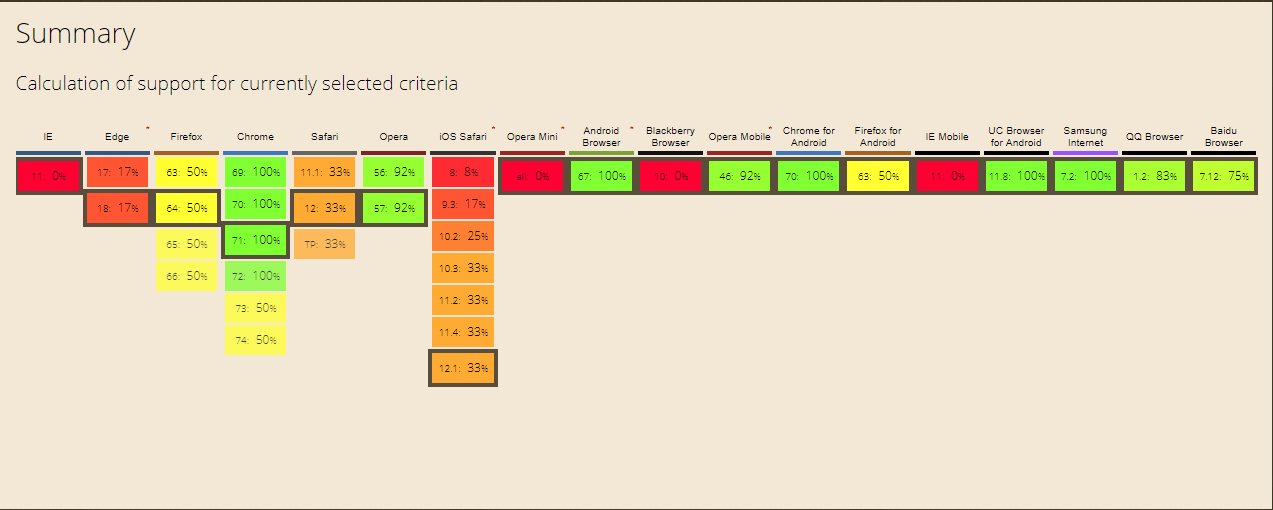 Summary
Calculation of support for currently selected criteria
IE Edge * Firefox Chrome Safari Opera iOS Safari * Opera Mini * Android Browser * Blackberry Browser Opera Mobile * Chrome for Android Firefox for Android IE Mobile UC Browser for Android Samsung Internet QQ Browser Baidu Browser
11: 0% 17: 17% 63: 50% 69: 100% 11.1: 33% 56: 92% 8: 8% all: 0% 67: 100% 10: 0% 46: 92% 70: 100% 63: 50% 11: 0% 11.8: 100% 7.2: 100% 1.2: 83% 7.12: 75%
18: 17% 64: 50% 70: 100% 12: 33% 57: 92% 9.3: 17%
65: 50% 71: 100% TP: 33% 10.2: 25%
66: 50% 72: 100% 10.3: 33%
73: 50% 11.2: 33%
74: 50% 11.4: 33%
12.1: 33%